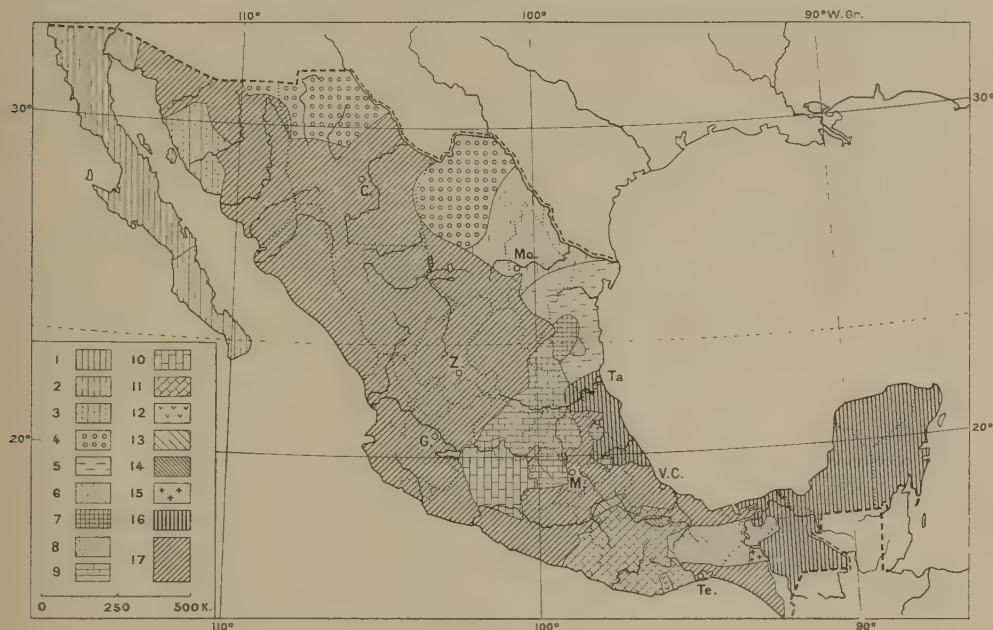 110° 100° 90° W. Gr.
30° 30°
C.
Mo.
Z.
Ta
20° 20°
G.
M.
V.C.
Te.
1 10
2 11
3 12
4 13
5 14
6 15
7 16
8 17
9
0 250 500 K.
110° 100° 90°